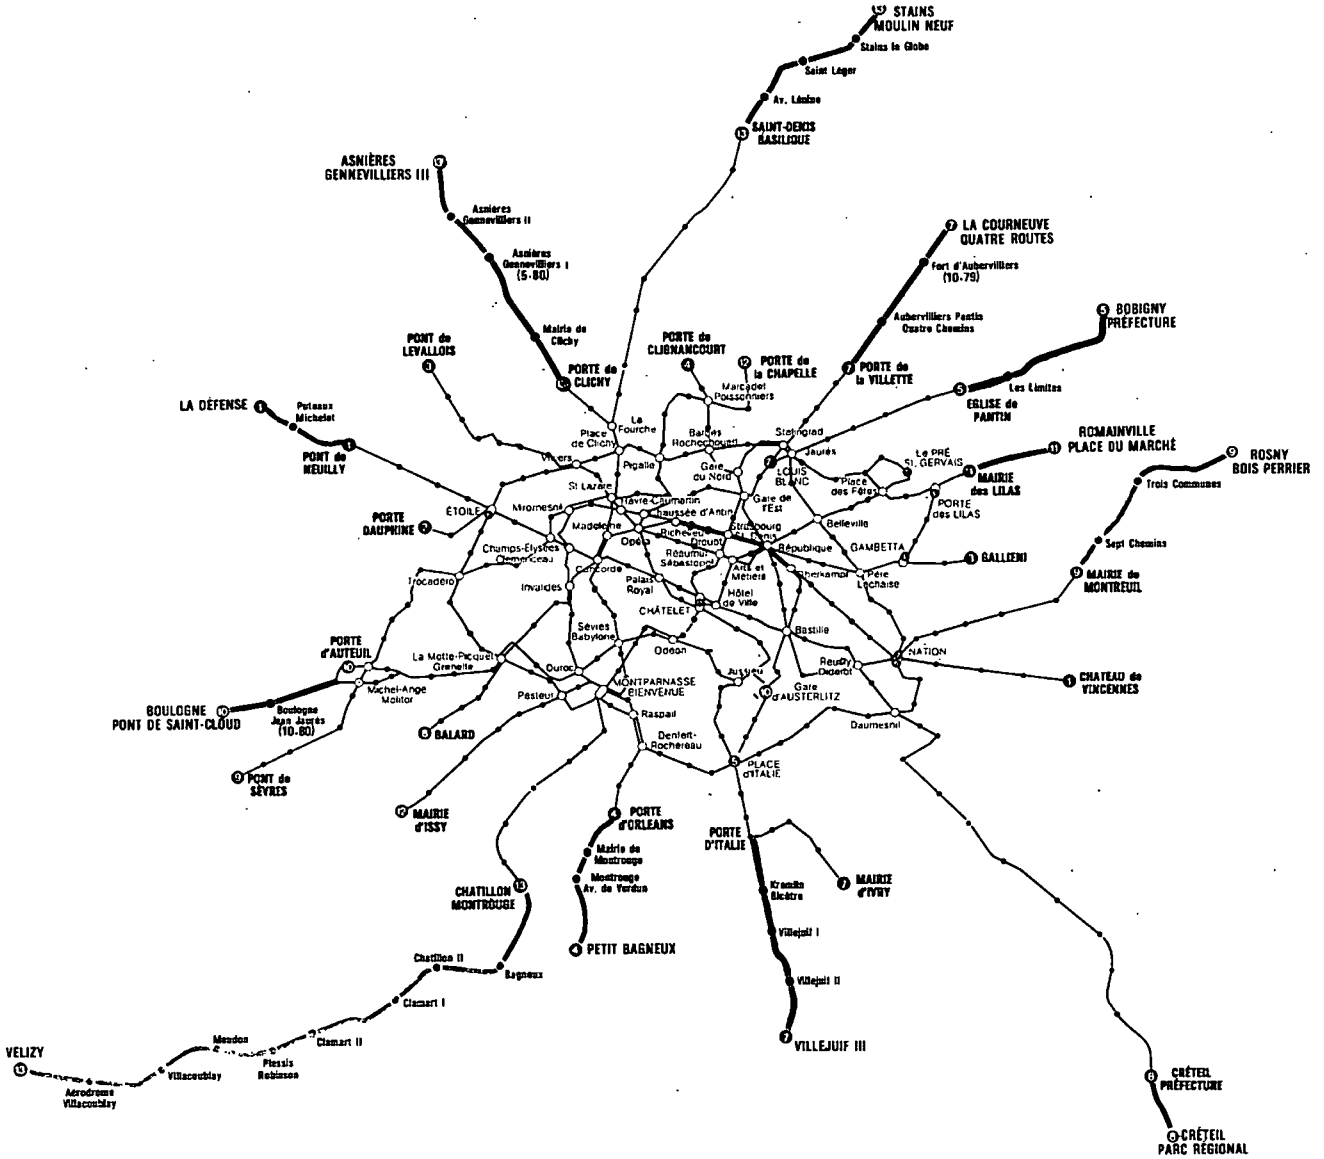 STAINS
MOULIN NEUF
Stains le Globe
Saint Léger
Av. Lénine
SAINT-DENIS
BASILIQUE
ASNIÈRES
GENNEVILLIERS III
Asnières
Gennevilliers II
Asnières
Gennevilliers I
(5-80)
Mairie de
Clichy
PORTE de
CLICHY
LA COURNEUVE
QUATRE ROUTES
Fort d'Aubervilliers
(10-79)
Aubervilliers Pantin
Quatre Chemins
PORTE de
la VILLETTE
BOBIGNY
PRÉFECTURE
Les Limites
EGLISE de
PANTIN
PONT de
LEVALLOIS
PORTE de
CLIGNANCOURT
PORTE de
la CHAPELLE
Marcadet
Poissonniers
LA DÉFENSE
Puteaux
Michelet
PONT de
NEUILLY
La
Fourche
Place
de Clichy
Barbès
Rochechouart
Stalingrad
Jaurès
ROMAINVILLE
PLACE DU MARCHÉ
ROSNY
BOIS PERRIER
Trois Communes
Le PRÉ
St. GERVAIS
MAIRIE
des LILAS
Villiers
Pigalle
Gare
du Nord
LOUIS
BLANC
Place
des Fêtes
PORTE
des LILAS
St Lazare
Havre-Caumartin
Gare de
l'Est
PORTE
DAUPHINE
ÉTOILE
Miromesnil
Chaussée d'Antin
Madeleine
Opéra
Richelieu
Drouot
Strasbourg
St Denis
Belleville
Sept Chemins
Champs-Elysées
Clemenceau
Réaumur
Sébastopol
République
GAMBETTA
GALLIENI
Trocadéro
Concorde
Arts et
Métiers
Oberkampf
Père
Lachaise
MAIRIE de
MONTREUIL
Invalides
Palais
Royal
Hôtel
de Ville
CHÂTELET
Sèvres
Babylone
Odéon
Bastille
PORTE
d'AUTEUIL
La Motte-Picquet
Grenelle
Duroc
Jussieu
Reuilly
Diderot
NATION
CHATEAU de
VINCENNES
Michel-Ange
Molitor
Pasteur
MONTPARNASSE
BIENVENUE
Gare
d'AUSTERLITZ
BOULOGNE
PONT DE SAINT-CLOUD
Boulogne
Jean Jaurès
(10-80)
BALARD
Raspail
Daumesnil
Denfert-
Rochereau
PLACE
d'ITALIE
PONT de
SÈVRES
MAIRIE
d'ISSY
PORTE
d'ORLEANS
PORTE
D'ITALIE
Mairie de
Montrouge
CHATILLON
MONTROUGE
Montrouge
Av. de Verdun
Kremlin
Bicêtre
MAIRIE
d'IVRY
PETIT BAGNEUX
Villejuif I
Chatillon II
Bagneux
Villejuif II
Clamart I
VILLEJUIF III
Clamart II
Meudon
Plessis
Robinson
VELIZY
Villacoublay
Aérodrome
Villacoublay
CRÉTEIL
PRÉFECTURE
CRÉTEIL
PARC RÉGIONAL